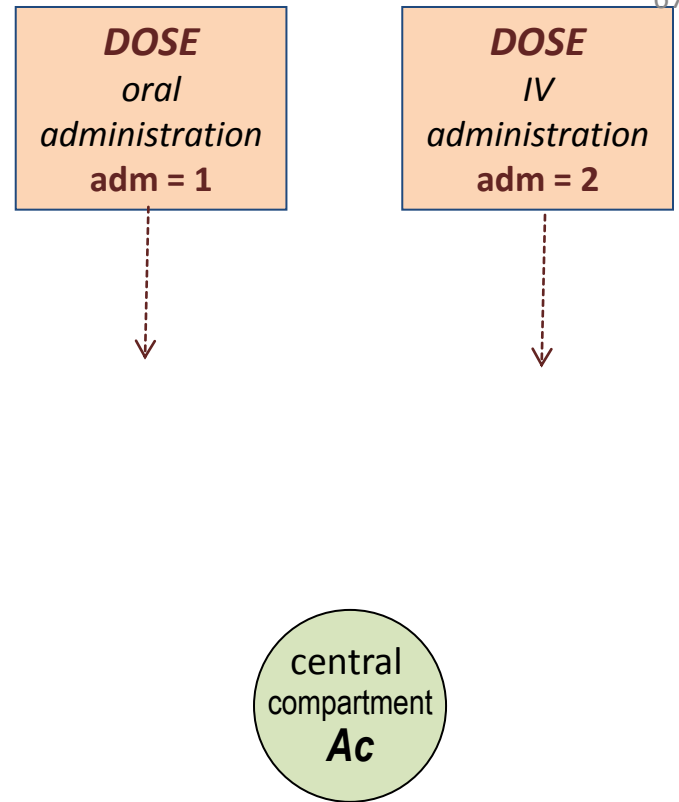 DOSE
oral
administration
adm = 1
DOSE
IV
administration
adm = 2
central
compartment
Ac